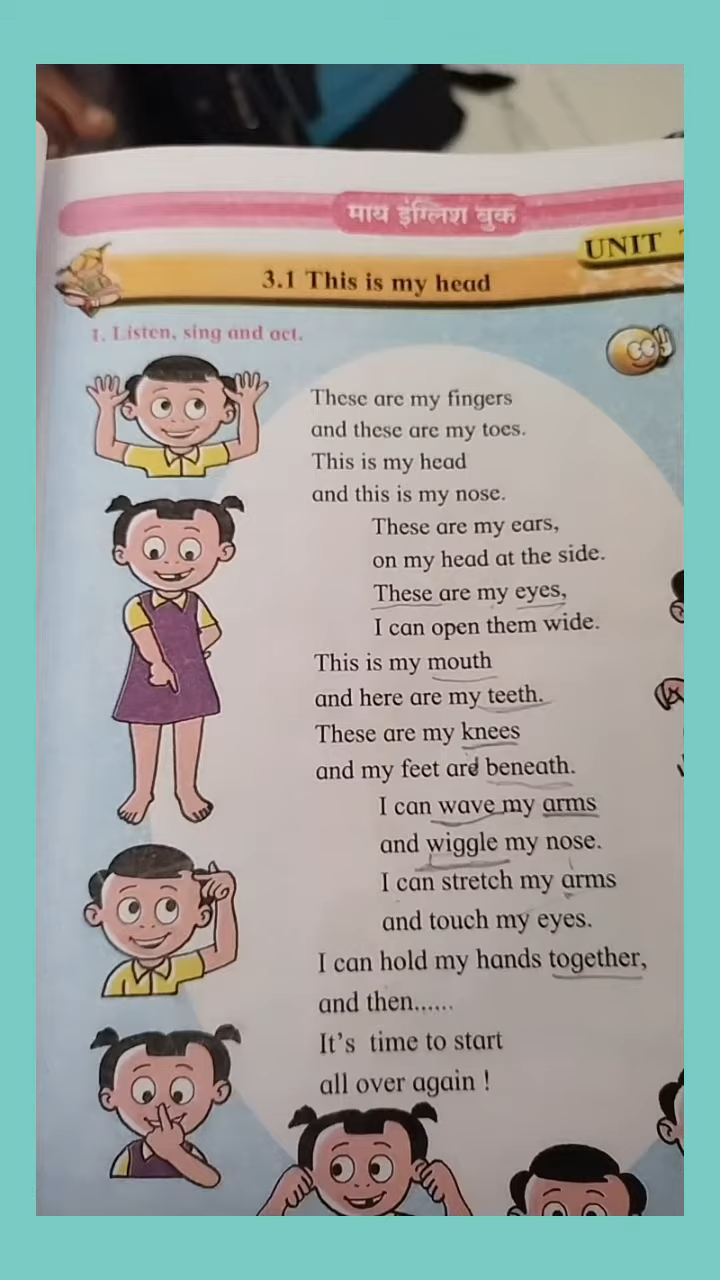 माय इंग्लिश बुक
UNIT
3.1 This is my head
1. Listen, sing and act.
These are my fingers
and these are my toes.
This is my head
and this is my nose.
These are my ears,
on my head at the side.
These are my eyes,
I can open them wide.
This is my mouth
and here are my teeth.
These are my knees
and my feet are beneath.
I can wave my arms
and wiggle my nose.
I can stretch my arms
and touch my eyes.
I can hold my hands together,
and then......
It's time to start
all over again !